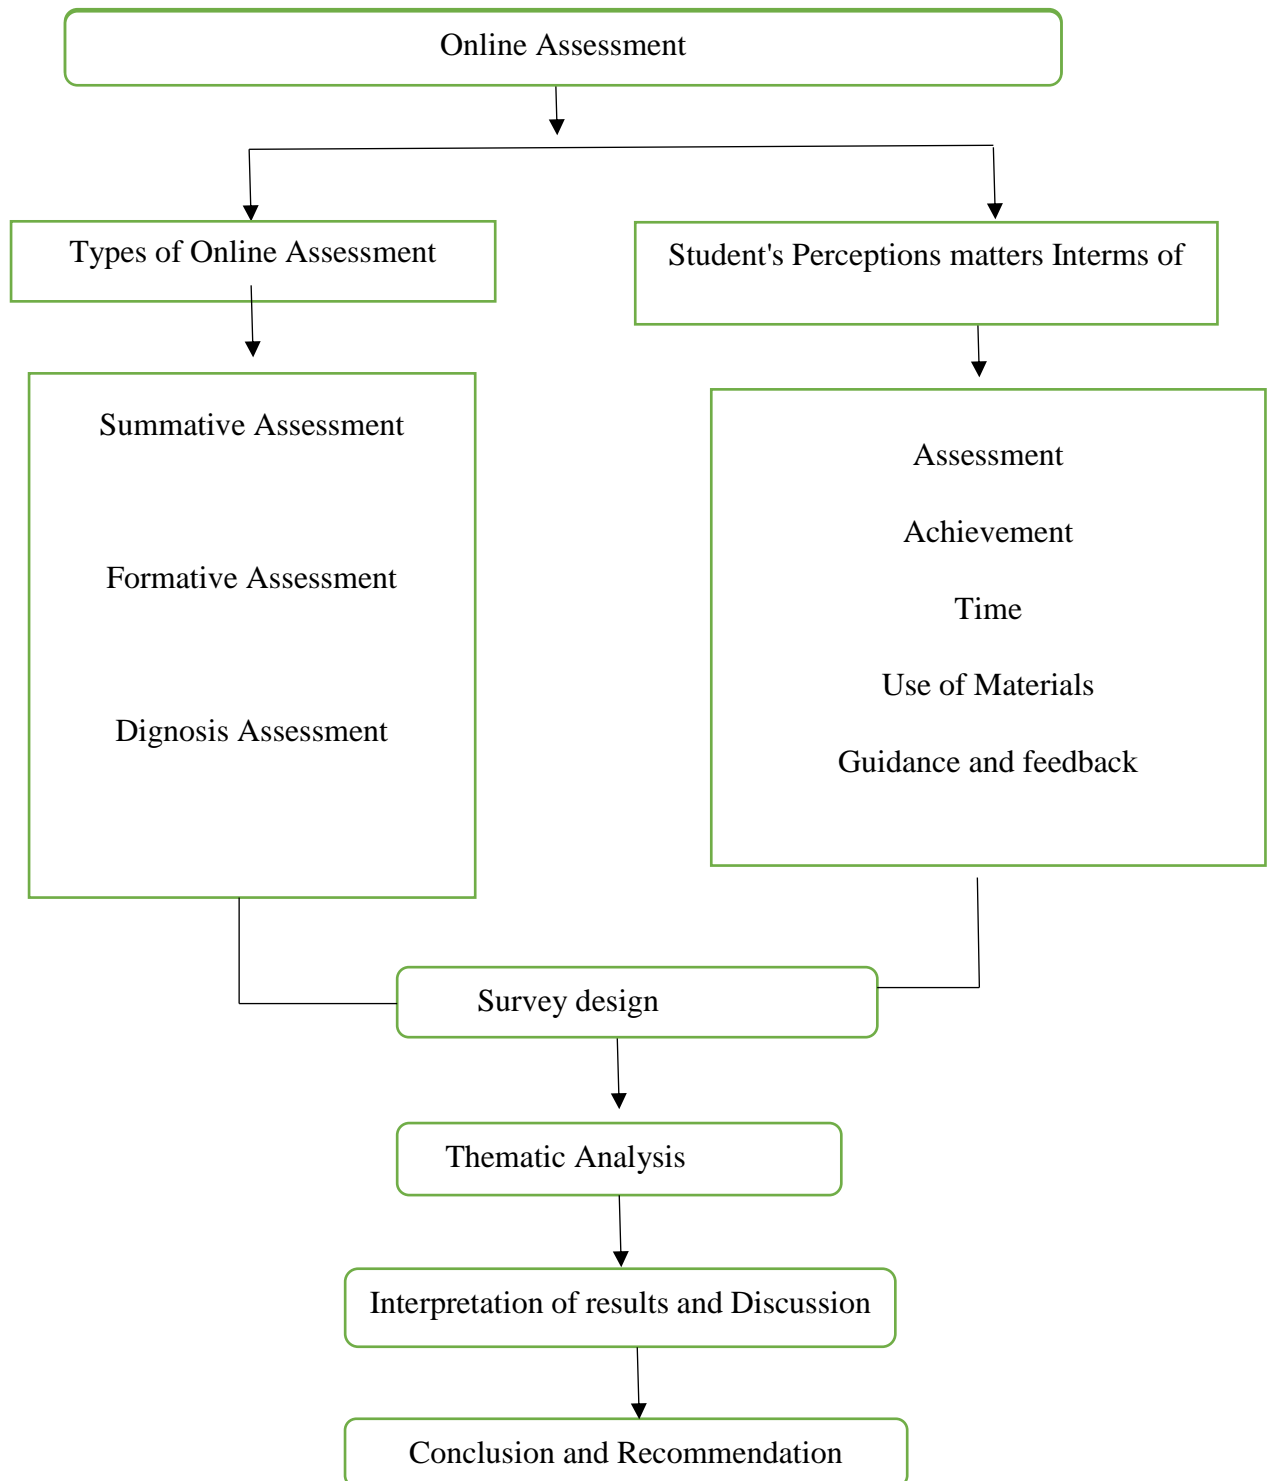 Online Assessment
Types of Online Assessment
Student's Perceptions matters Interms of
Summative Assessment
Formative Assessment
Dignosis Assessment
Assessment
Achievement
Time
Use of Materials
Guidance and feedback
Survey design
Thematic Analysis
Interpretation of results and Discussion
Conclusion and Recommendation